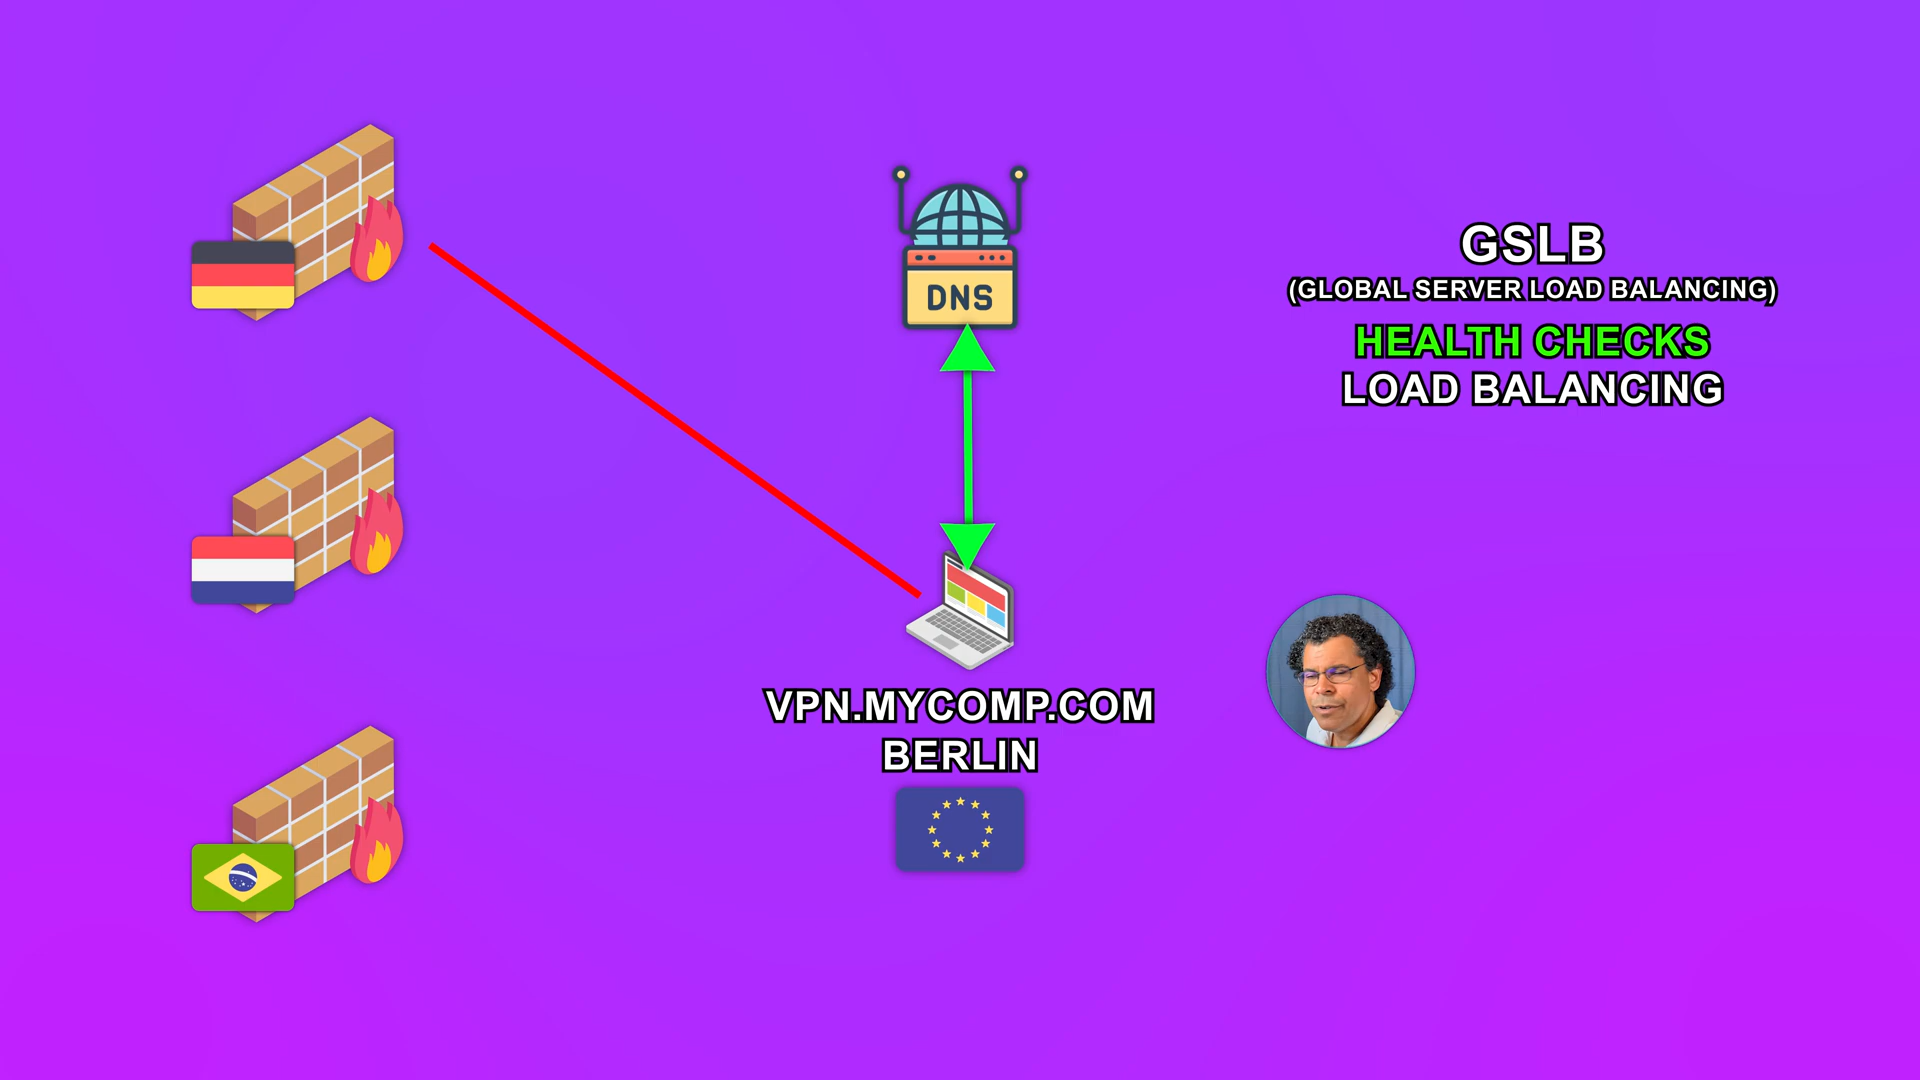 DNS
GSLB
(GLOBAL SERVER LOAD BALANCING)
HEALTH CHECKS
LOAD BALANCING
VPN.MYCOMP.COM
BERLIN